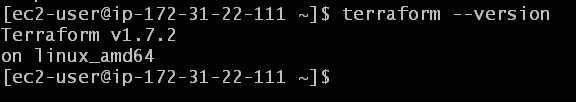 [ec2-user@ip-172-31-22-111 ~]$ terraform --version
Terraform v1.7.2
on linux_amd64
[ec2-user@ip-172-31-22-111 ~]$